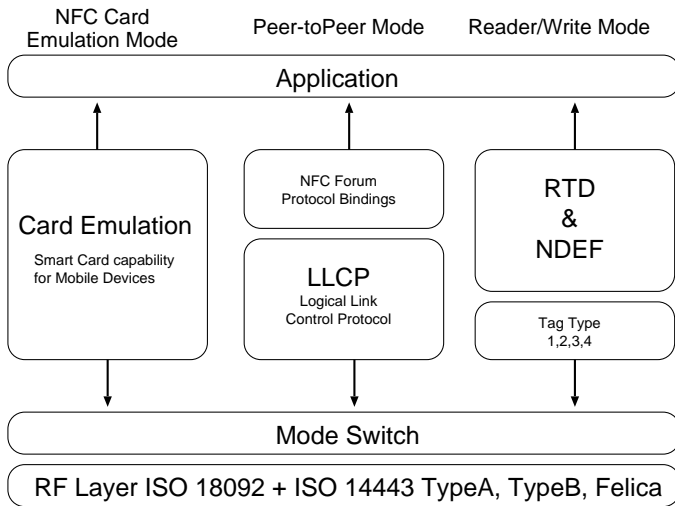 NFC Card
Emulation Mode
Peer-toPeer Mode
Reader/Write Mode
Application
Card Emulation
Smart Card capability
for Mobile Devices
NFC Forum
Protocol Bindings
LLCP
Logical Link
Control Protocol
RTD
&
NDEF
Tag Type
1,2,3,4
Mode Switch
RF Layer ISO 18092 + ISO 14443 TypeA, TypeB, Felica